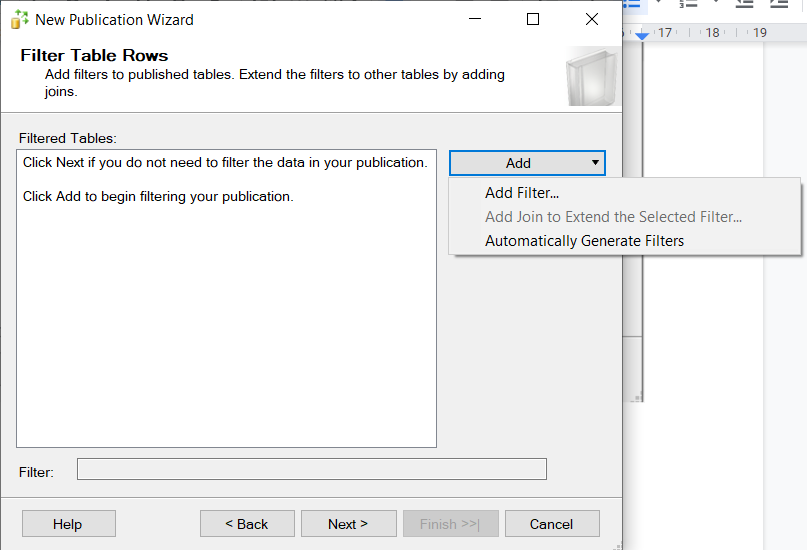 New Publication Wizard
Filter Table Rows
Add filters to published tables. Extend the filters to other tables by adding
joins.
17 18 19
Filtered Tables:
Click Next if you do not need to filter the data in your publication.
Click Add to begin filtering your publication.
Add
Add Filter...
Add Join to Extend the Selected Filter...
Automatically Generate Filters
Filter:
Help
< Back
Next >
Finish >>|
Cancel